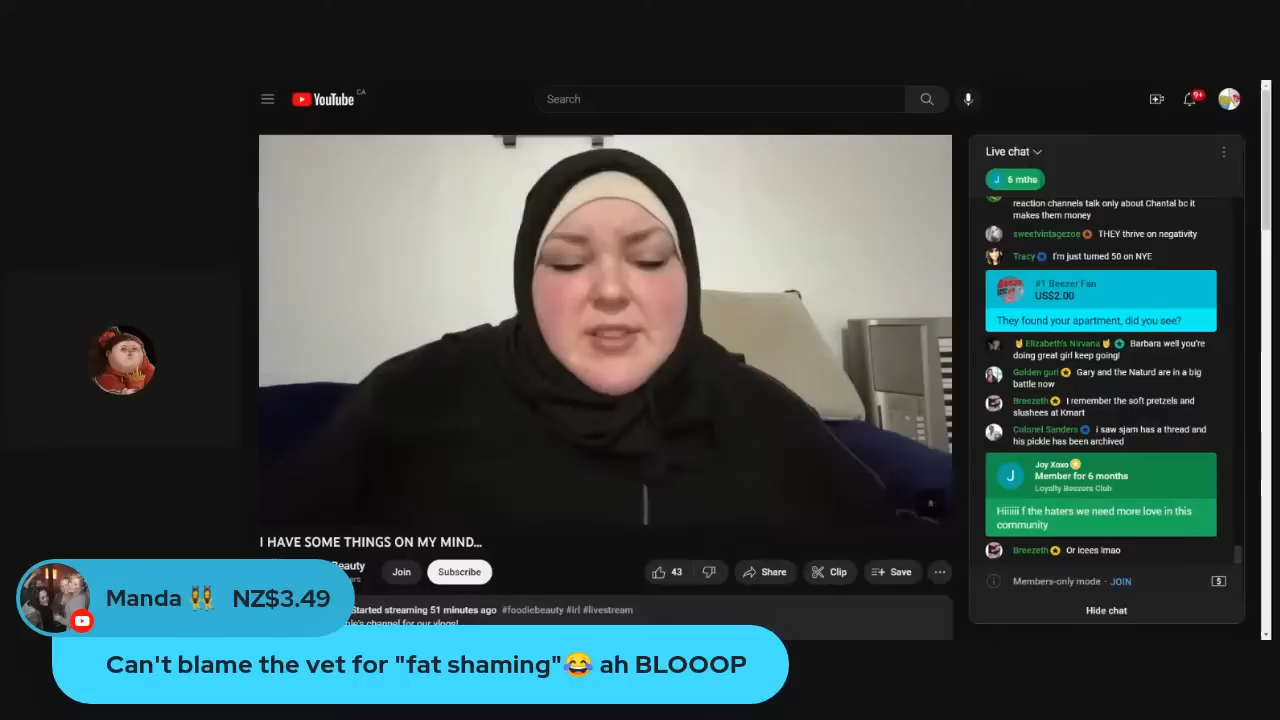 YouTube CA
Search
9+
Live chat
J 6 mths
reaction channels talk only about Chantal bc it
makes them money
sweetvintagezoe THEY thrive on negativity
Tracy I'm just turned 50 on NYE
#1 Beezer Fan
US$2.00
They found your apartment, did you see?
🤘 Elizabeth's Nirvana 🤘 Barbara well you're
doing great girl keep going!
Golden gurl Gary and the Naturd are in a big
battle now
Breezeth I remember the soft pretzels and
slushees at Kmart
Colonel Sanders i saw sjam has a thread and
his pickle has been archived
J Joy Xoxo
Member for 6 months
Loyalty Beezers Club
Hiiiiii f the haters we need more love in this
community
Breezeth Or icees lmao
Members-only mode - JOIN
Hide chat
I HAVE SOME THINGS ON MY MIND...
Beauty
Join
Subscribe
43
Share
Clip
Save
Started streaming 51 minutes ago #foodiebeauty #irl #livestream
channel for our vlogs!
Manda 👯 NZ$3.49
Can't blame the vet for "fat shaming"😂 ah BLOOOP